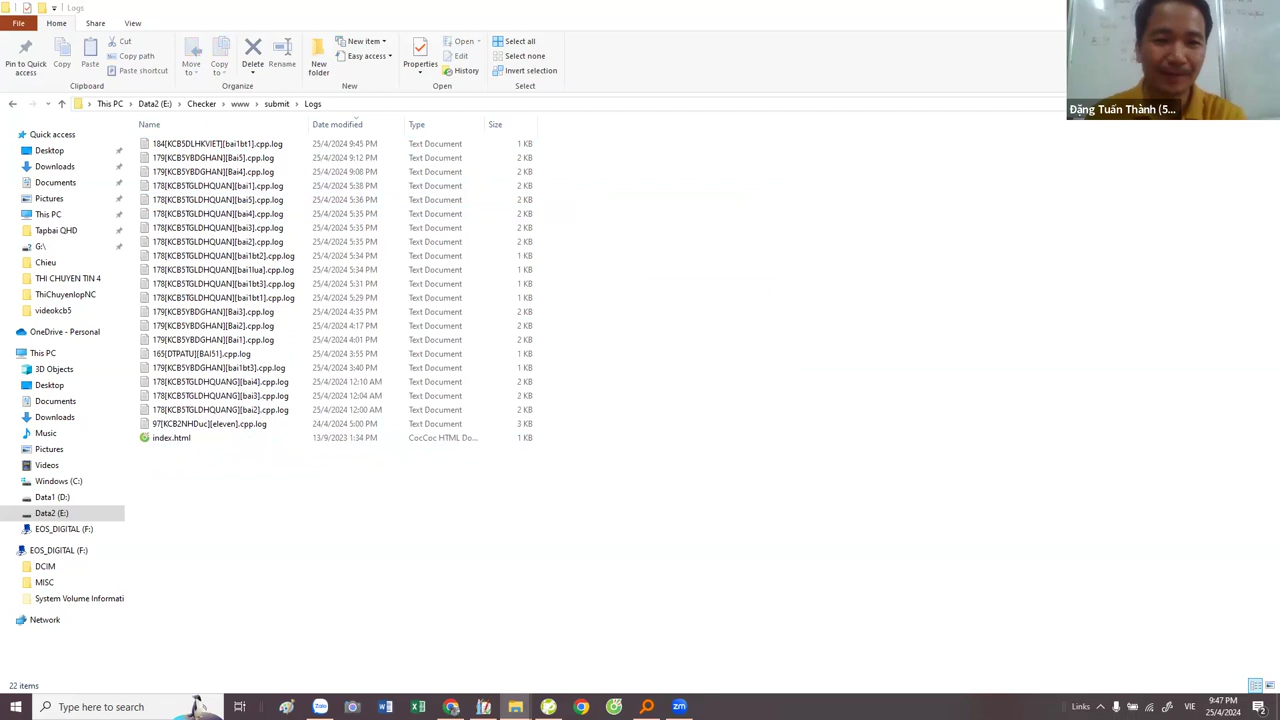 Logs
File Home Share View
Pin to Quick access
Copy
Paste
Cut
Copy path
Paste shortcut
Clipboard
Move to
Copy to
Delete
Rename
Organize
New folder
New item
Easy access
New
Properties
Open
Edit
History
Open
Select all
Select none
Invert selection
Select
This PC > Data2 (E:) > Checker > www > submit > Logs
Name Date modified Type Size
184[KCB5DLHKVIET][bai1bt1].cpp.log 25/4/2024 9:45 PM Text Document 1 KB
179[KCB5YBDGHAN][Bai5].cpp.log 25/4/2024 9:12 PM Text Document 2 KB
179[KCB5YBDGHAN][Bai4].cpp.log 25/4/2024 9:08 PM Text Document 2 KB
178[KCB5TGLDHQUAN][bai1].cpp.log 25/4/2024 5:38 PM Text Document 2 KB
178[KCB5TGLDHQUAN][bai5].cpp.log 25/4/2024 5:36 PM Text Document 2 KB
178[KCB5TGLDHQUAN][bai4].cpp.log 25/4/2024 5:35 PM Text Document 2 KB
178[KCB5TGLDHQUAN][bai3].cpp.log 25/4/2024 5:35 PM Text Document 2 KB
178[KCB5TGLDHQUAN][bai2].cpp.log 25/4/2024 5:35 PM Text Document 2 KB
178[KCB5TGLDHQUAN][bai1bt2].cpp.log 25/4/2024 5:34 PM Text Document 1 KB
178[KCB5TGLDHQUAN][bai1lua].cpp.log 25/4/2024 5:34 PM Text Document 1 KB
178[KCB5TGLDHQUAN][bai1bt3].cpp.log 25/4/2024 5:31 PM Text Document 1 KB
178[KCB5TGLDHQUAN][bai1bt1].cpp.log 25/4/2024 5:29 PM Text Document 1 KB
179[KCB5YBDGHAN][Bai3].cpp.log 25/4/2024 4:35 PM Text Document 2 KB
179[KCB5YBDGHAN][Bai2].cpp.log 25/4/2024 4:17 PM Text Document 2 KB
179[KCB5YBDGHAN][Bai1].cpp.log 25/4/2024 4:01 PM Text Document 2 KB
165[DTPATU][BAI51].cpp.log 25/4/2024 3:55 PM Text Document 1 KB
179[KCB5YBDGHAN][bai1bt3].cpp.log 25/4/2024 3:40 PM Text Document 1 KB
178[KCB5TGLDHQUANG][bai4].cpp.log 25/4/2024 12:10 AM Text Document 2 KB
178[KCB5TGLDHQUANG][bai3].cpp.log 25/4/2024 12:04 AM Text Document 2 KB
178[KCB5TGLDHQUANG][bai2].cpp.log 25/4/2024 12:00 AM Text Document 2 KB
97[KCB2NHDuc][eleven].cpp.log 24/4/2024 5:00 PM Text Document 3 KB
index.html 13/9/2023 1:34 PM CocCoc HTML Do... 1 KB
Quick access
Desktop
Downloads
Documents
Pictures
This PC
Tapbai QHD
G:\
Chieu
THI CHUYEN TIN 4
ThiChuyenlopNC
videokcb5
OneDrive - Personal
This PC
3D Objects
Desktop
Documents
Downloads
Music
Pictures
Videos
Windows (C:)
Data1 (D:)
Data2 (E:)
EOS_DIGITAL (F:)
EOS_DIGITAL (F:)
DCIM
MISC
System Volume Informati
Network
22 items
Đặng Tuấn Thành (5...
Type here to search
Links
VIE
9:47 PM
25/4/2024
2